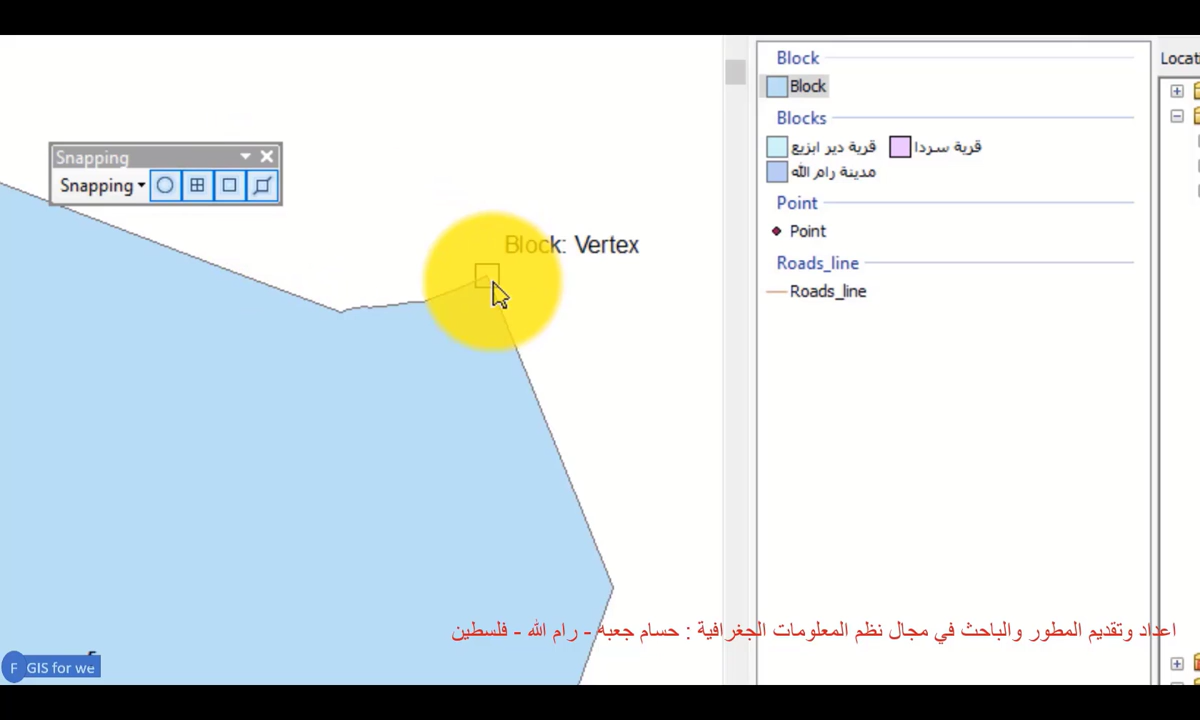 Snapping
Snapping
Block: Vertex
Block
Block
Blocks
قرية دير ابزيع
قرية سردا
مدينة رام الله
Point
Point
Roads_line
Roads_line
Locat
اعداد وتقديم المطور والباحث في مجال نظم المعلومات الجغرافية : حسام جعبه - رام الله - فلسطين
F GIS for we